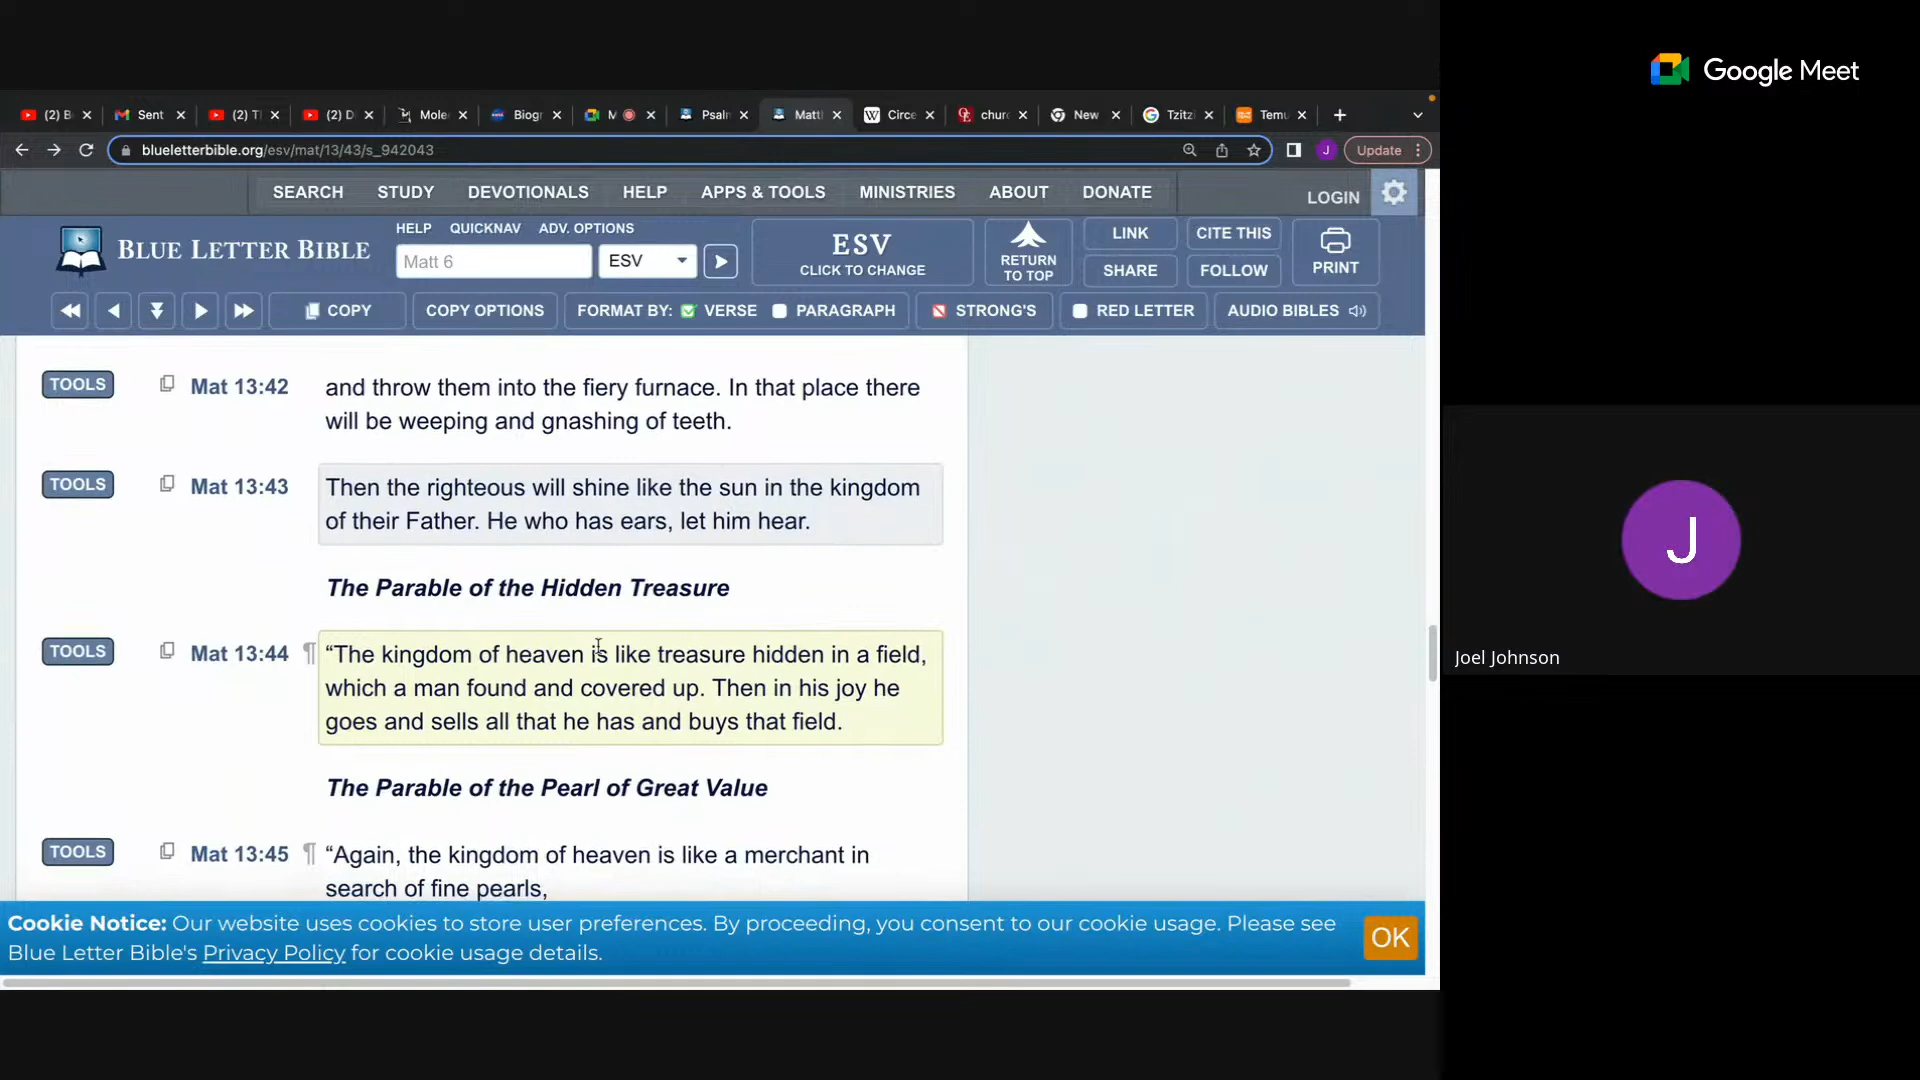 Google Meet
(2) B
Sent
(2) T
(2) D
Mole
Biogr
M
Psaln
Matt
Circe
churc
New
Tzitzi
Temu
blueletterbible.org/esv/mat/13/43/s_942043
J
Update
SEARCH
STUDY
DEVOTIONALS
HELP
APPS & TOOLS
MINISTRIES
ABOUT
DONATE
LOGIN
BLUE LETTER BIBLE
HELP
QUICKNAV
ADV. OPTIONS
Matt 6
ESV
ESV
CLICK TO CHANGE
RETURN
TO TOP
LINK
CITE THIS
SHARE
FOLLOW
PRINT
COPY
COPY OPTIONS
FORMAT BY: VERSE PARAGRAPH
STRONG'S
RED LETTER
AUDIO BIBLES
TOOLS
Mat 13:42
and throw them into the fiery furnace. In that place there
will be weeping and gnashing of teeth.
TOOLS
Mat 13:43
Then the righteous will shine like the sun in the kingdom
of their Father. He who has ears, let him hear.
The Parable of the Hidden Treasure
TOOLS
Mat 13:44
¶ “The kingdom of heaven is like treasure hidden in a field,
which a man found and covered up. Then in his joy he
goes and sells all that he has and buys that field.
The Parable of the Pearl of Great Value
TOOLS
Mat 13:45
¶ “Again, the kingdom of heaven is like a merchant in
search of fine pearls,
Cookie Notice: Our website uses cookies to store user preferences. By proceeding, you consent to our cookie usage. Please see
Blue Letter Bible's Privacy Policy for cookie usage details.
OK
J
Joel Johnson